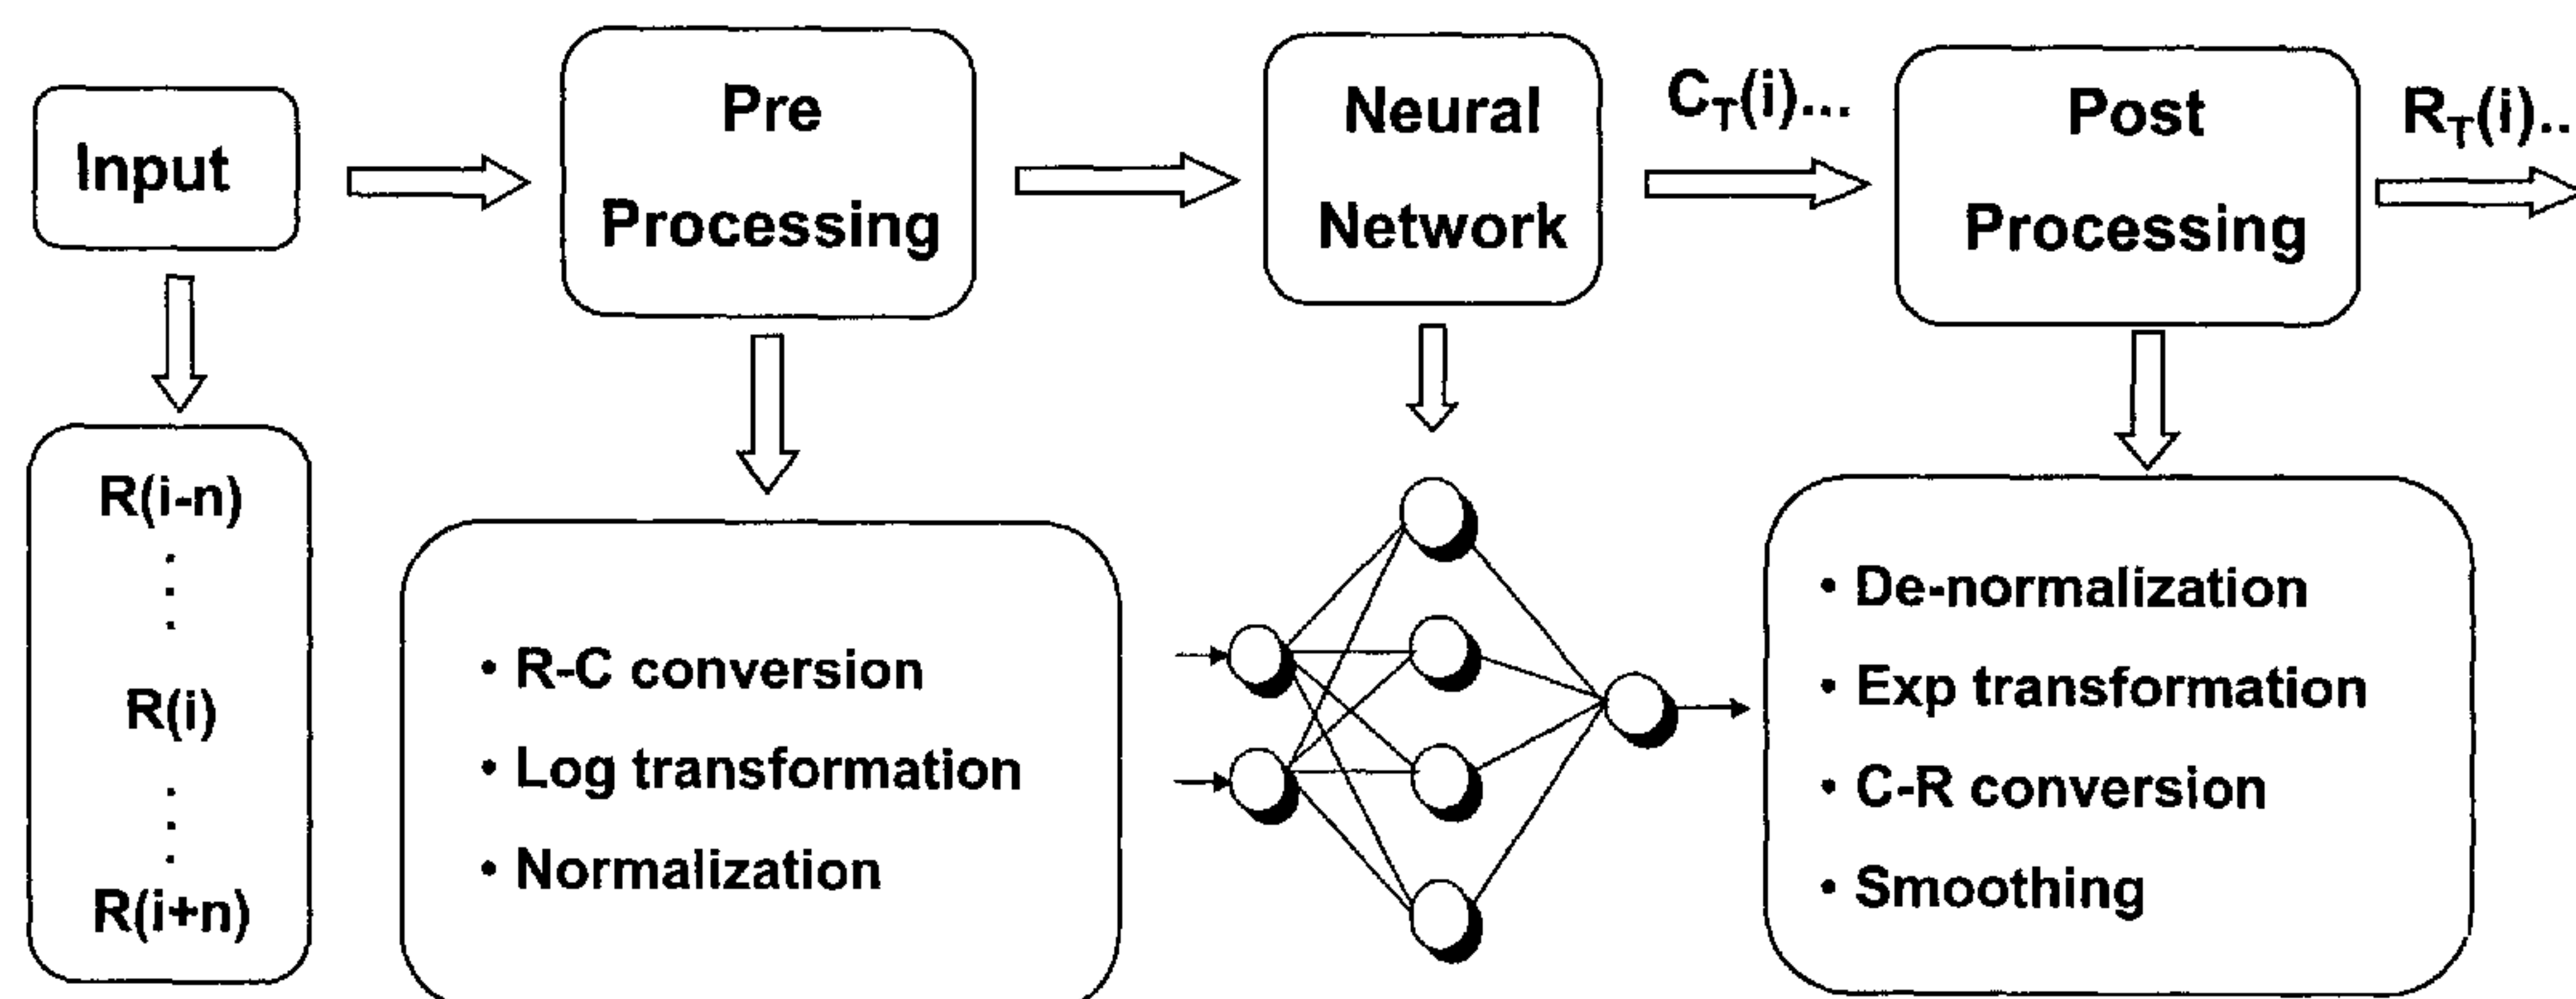 Input
Pre
Processing
Neural
Network
C_T(i)...
Post
Processing
R_T(i)..
R(i-n)
.
.
.
R(i)
.
.
.
R(i+n)
• R-C conversion
• Log transformation
• Normalization
• De-normalization
• Exp transformation
• C-R conversion
• Smoothing